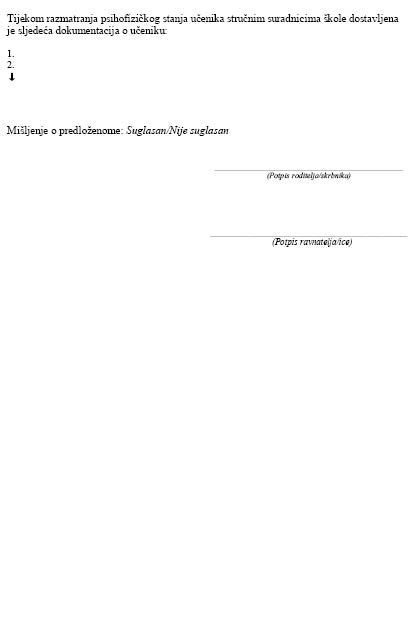 Tijekom razmatranja psihofizičkog stanja učenika stručnim suradnicima škole dostavljena
je sljedeća dokumentacija o učeniku:
1.
2.
Mišljenje o predloženome: Suglasan/Nije suglasan
(Potpis roditelja/skrbnika)
(Potpis ravnatelja/ice)